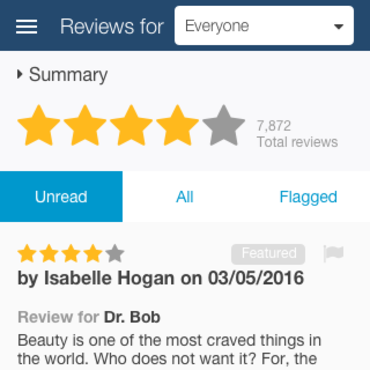 Reviews for Everyone
Summary
7,872
Total reviews
Unread All Flagged
Featured
by Isabelle Hogan on 03/05/2016
Review for Dr. Bob
Beauty is one of the most craved things in
the world. Who does not want it? For, the